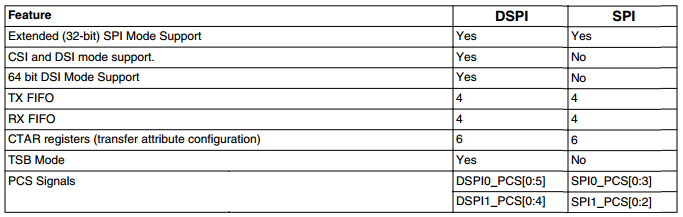 Feature DSPI SPI
Extended (32-bit) SPI Mode Support Yes Yes
CSI and DSI mode support. Yes No
64 bit DSI Mode Support Yes No
TX FIFO 4 4
RX FIFO 4 4
CTAR registers (transfer attribute configuration) 6 6
TSB Mode Yes No
PCS Signals DSPI0_PCS[0:5] SPI0_PCS[0:3]
DSPI1_PCS[0:4] SPI1_PCS[0:2]